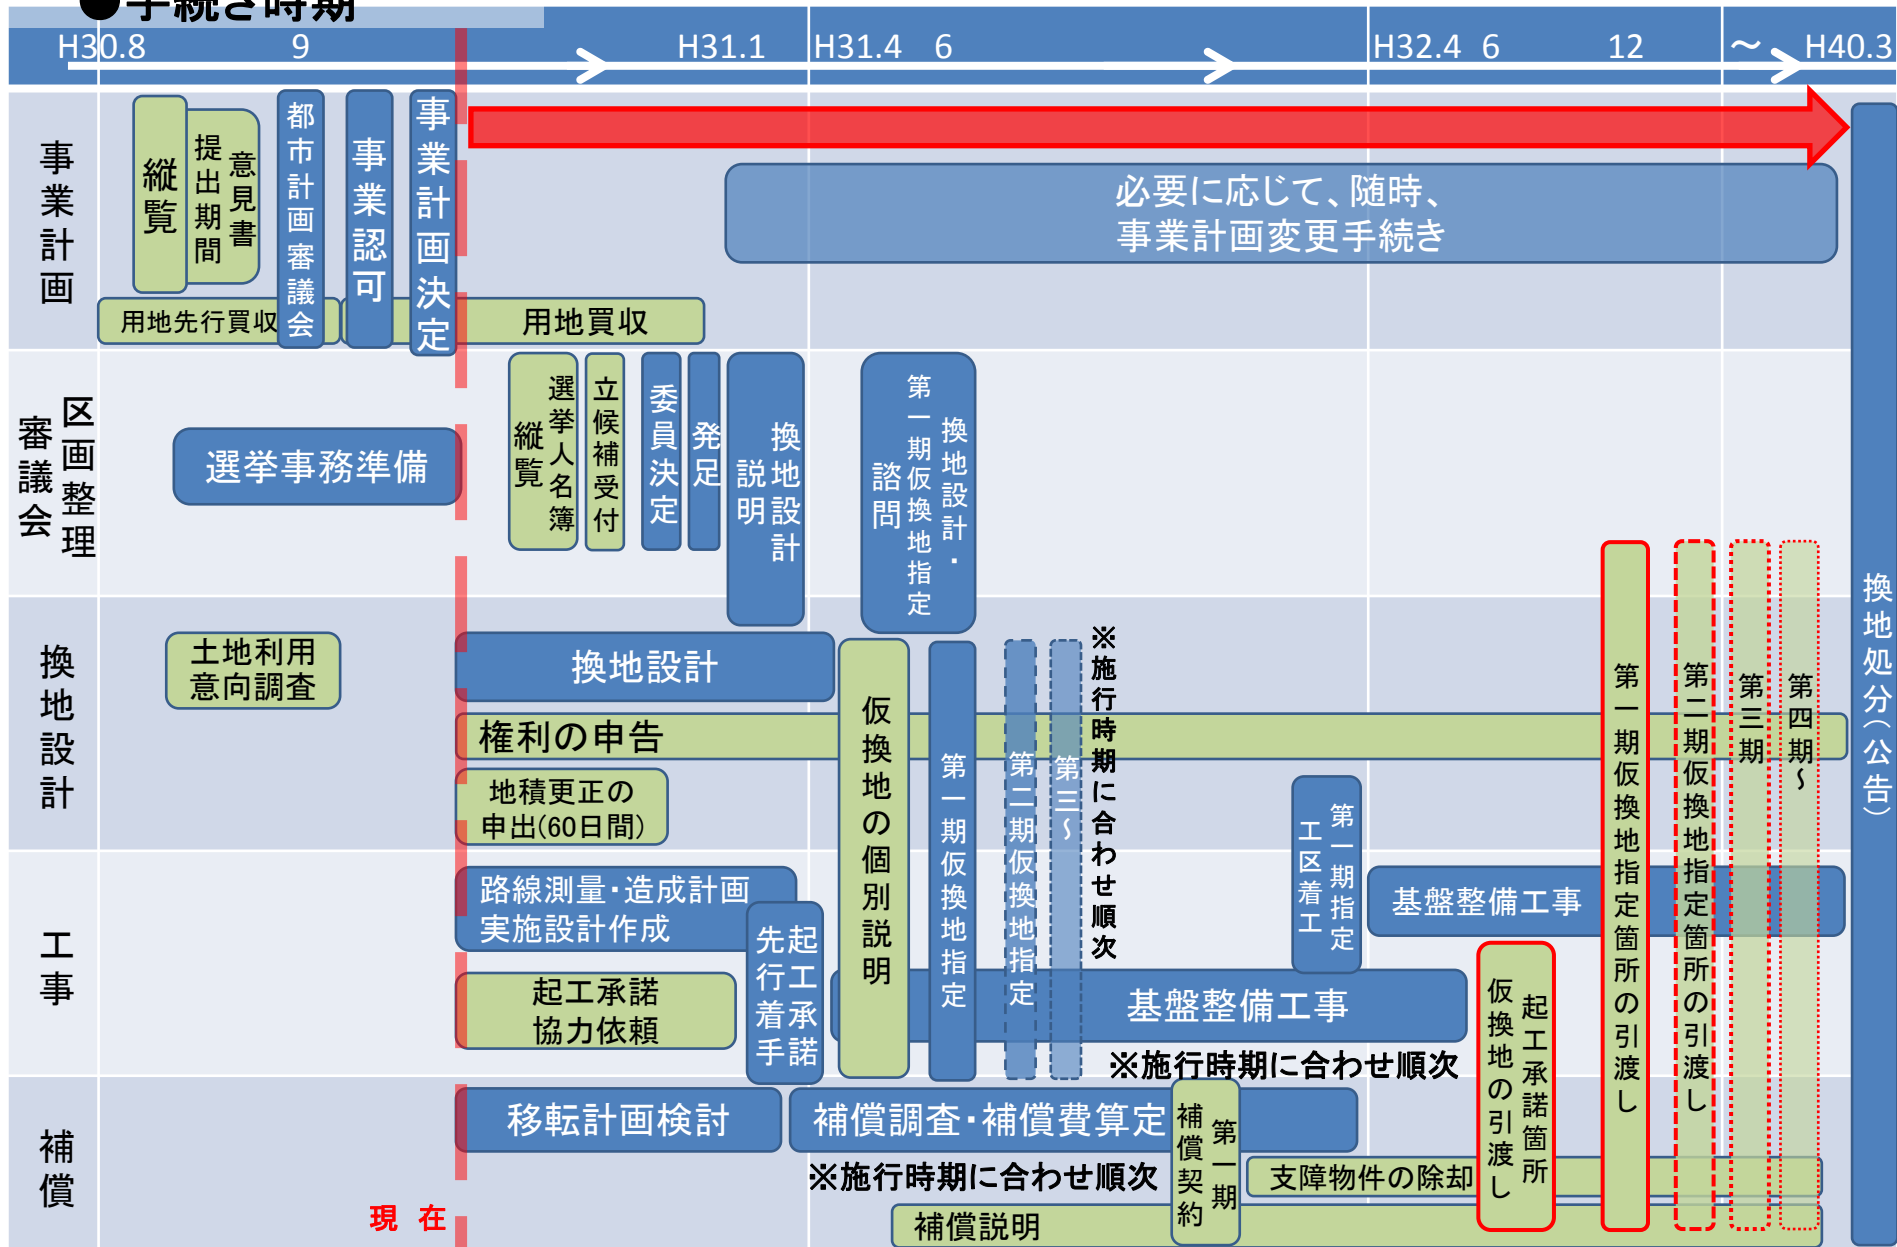 ●手続き時期
H30.8 9 H31.1 H31.4 6 H32.4 6 12 ～ H40.3
事業計画
縦覧
意見書
提出期間
都市計画審議会
事業認可
事業計画決定
必要に応じて、随時、
事業計画変更手続き
用地先行買収
用地買収
区画整理
審議会
選挙事務準備
選挙人名簿
縦覧
立候補受付
委員決定
発足
換地設計
説明
換地設計・
第一期仮換地指定
諮問
換地設計
土地利用
意向調査
換地設計
権利の申告
地積更正の
申出(60日間)
仮換地の個別説明
第一期仮換地指定
第二期仮換地指定
第三～
※施行時期に合わせ順次
第一期指定
工区着工
工事
路線測量・造成計画
実施設計作成
起工承諾
先行着手
起工承諾
協力依頼
基盤整備工事
基盤整備工事
※施行時期に合わせ順次
起工承諾箇所
仮換地の引渡し
第一期仮換地指定箇所の引渡し
第二期仮換地指定箇所の引渡し
第三期
第四期～
換地処分（公告）
補償
移転計画検討
補償調査・補償費算定
※施行時期に合わせ順次
第一期
補償契約
支障物件の除却
補償説明
現在